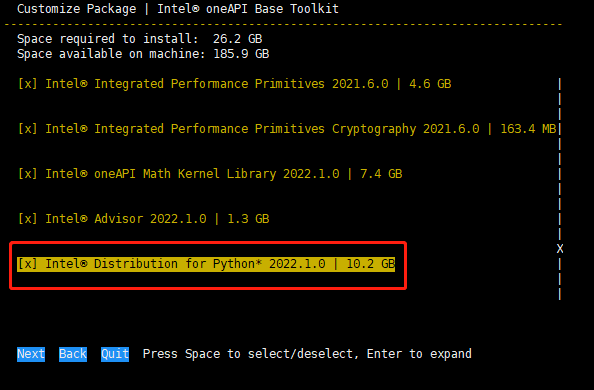 Customize Package | Intel® oneAPI Base Toolkit
Space required to install:  26.2 GB
Space available on machine: 185.9 GB
[x] Intel® Integrated Performance Primitives 2021.6.0 | 4.6 GB
[x] Intel® Integrated Performance Primitives Cryptography 2021.6.0 | 163.4 MB
[x] Intel® oneAPI Math Kernel Library 2022.1.0 | 7.4 GB
[x] Intel® Advisor 2022.1.0 | 1.3 GB
X
[x] Intel® Distribution for Python* 2022.1.0 | 10.2 GB
Next  Back  Quit  Press Space to select/deselect, Enter to expand